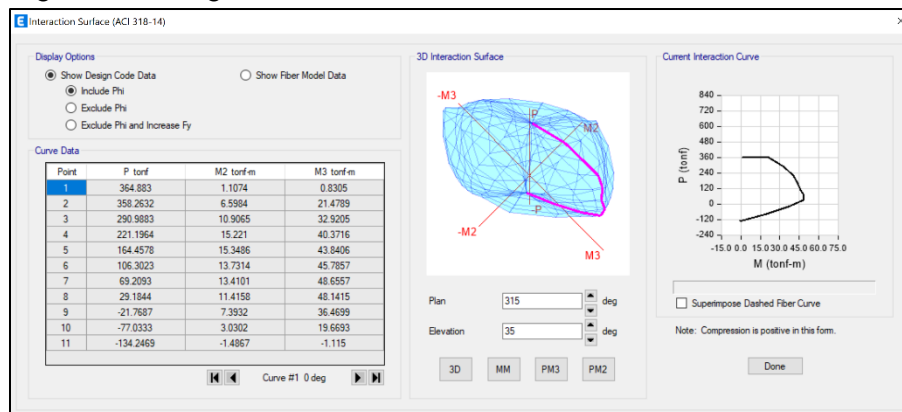 E Interaction Surface (ACI 318-14) ×
Display Options
Show Design Code Data Show Fiber Model Data
Include Phi
Exclude Phi
Exclude Phi and Increase Fy
Curve Data
Point P tonf M2 tonf-m M3 tonf-m
1 364.883 1.1074 0.8305
2 358.2632 6.5984 21.4789
3 290.9883 10.9065 32.9205
4 221.1964 15.221 40.3716
5 164.4578 15.3486 43.8406
6 106.3023 13.7314 45.7857
7 69.2093 13.4101 48.6557
8 29.1844 11.4158 48.1415
9 -21.7687 7.3932 36.4699
10 -77.0333 3.0302 19.6693
11 -134.2469 -1.4867 -1.115
Curve #1 0 deg
3D Interaction Surface
-M3
P
M2
-P
-M2
M3
Plan 315 deg
Elevation 35 deg
3D MM PM3 PM2
Current Interaction Curve
840
720
600
480
360
240
120
0
-120
-240
P (tonf)
-15.0 0.0 15.0 30.0 45.0 60.0 75.0
M (tonf-m)
Superimpose Dashed Fiber Curve
Note: Compression is positive in this form.
Done